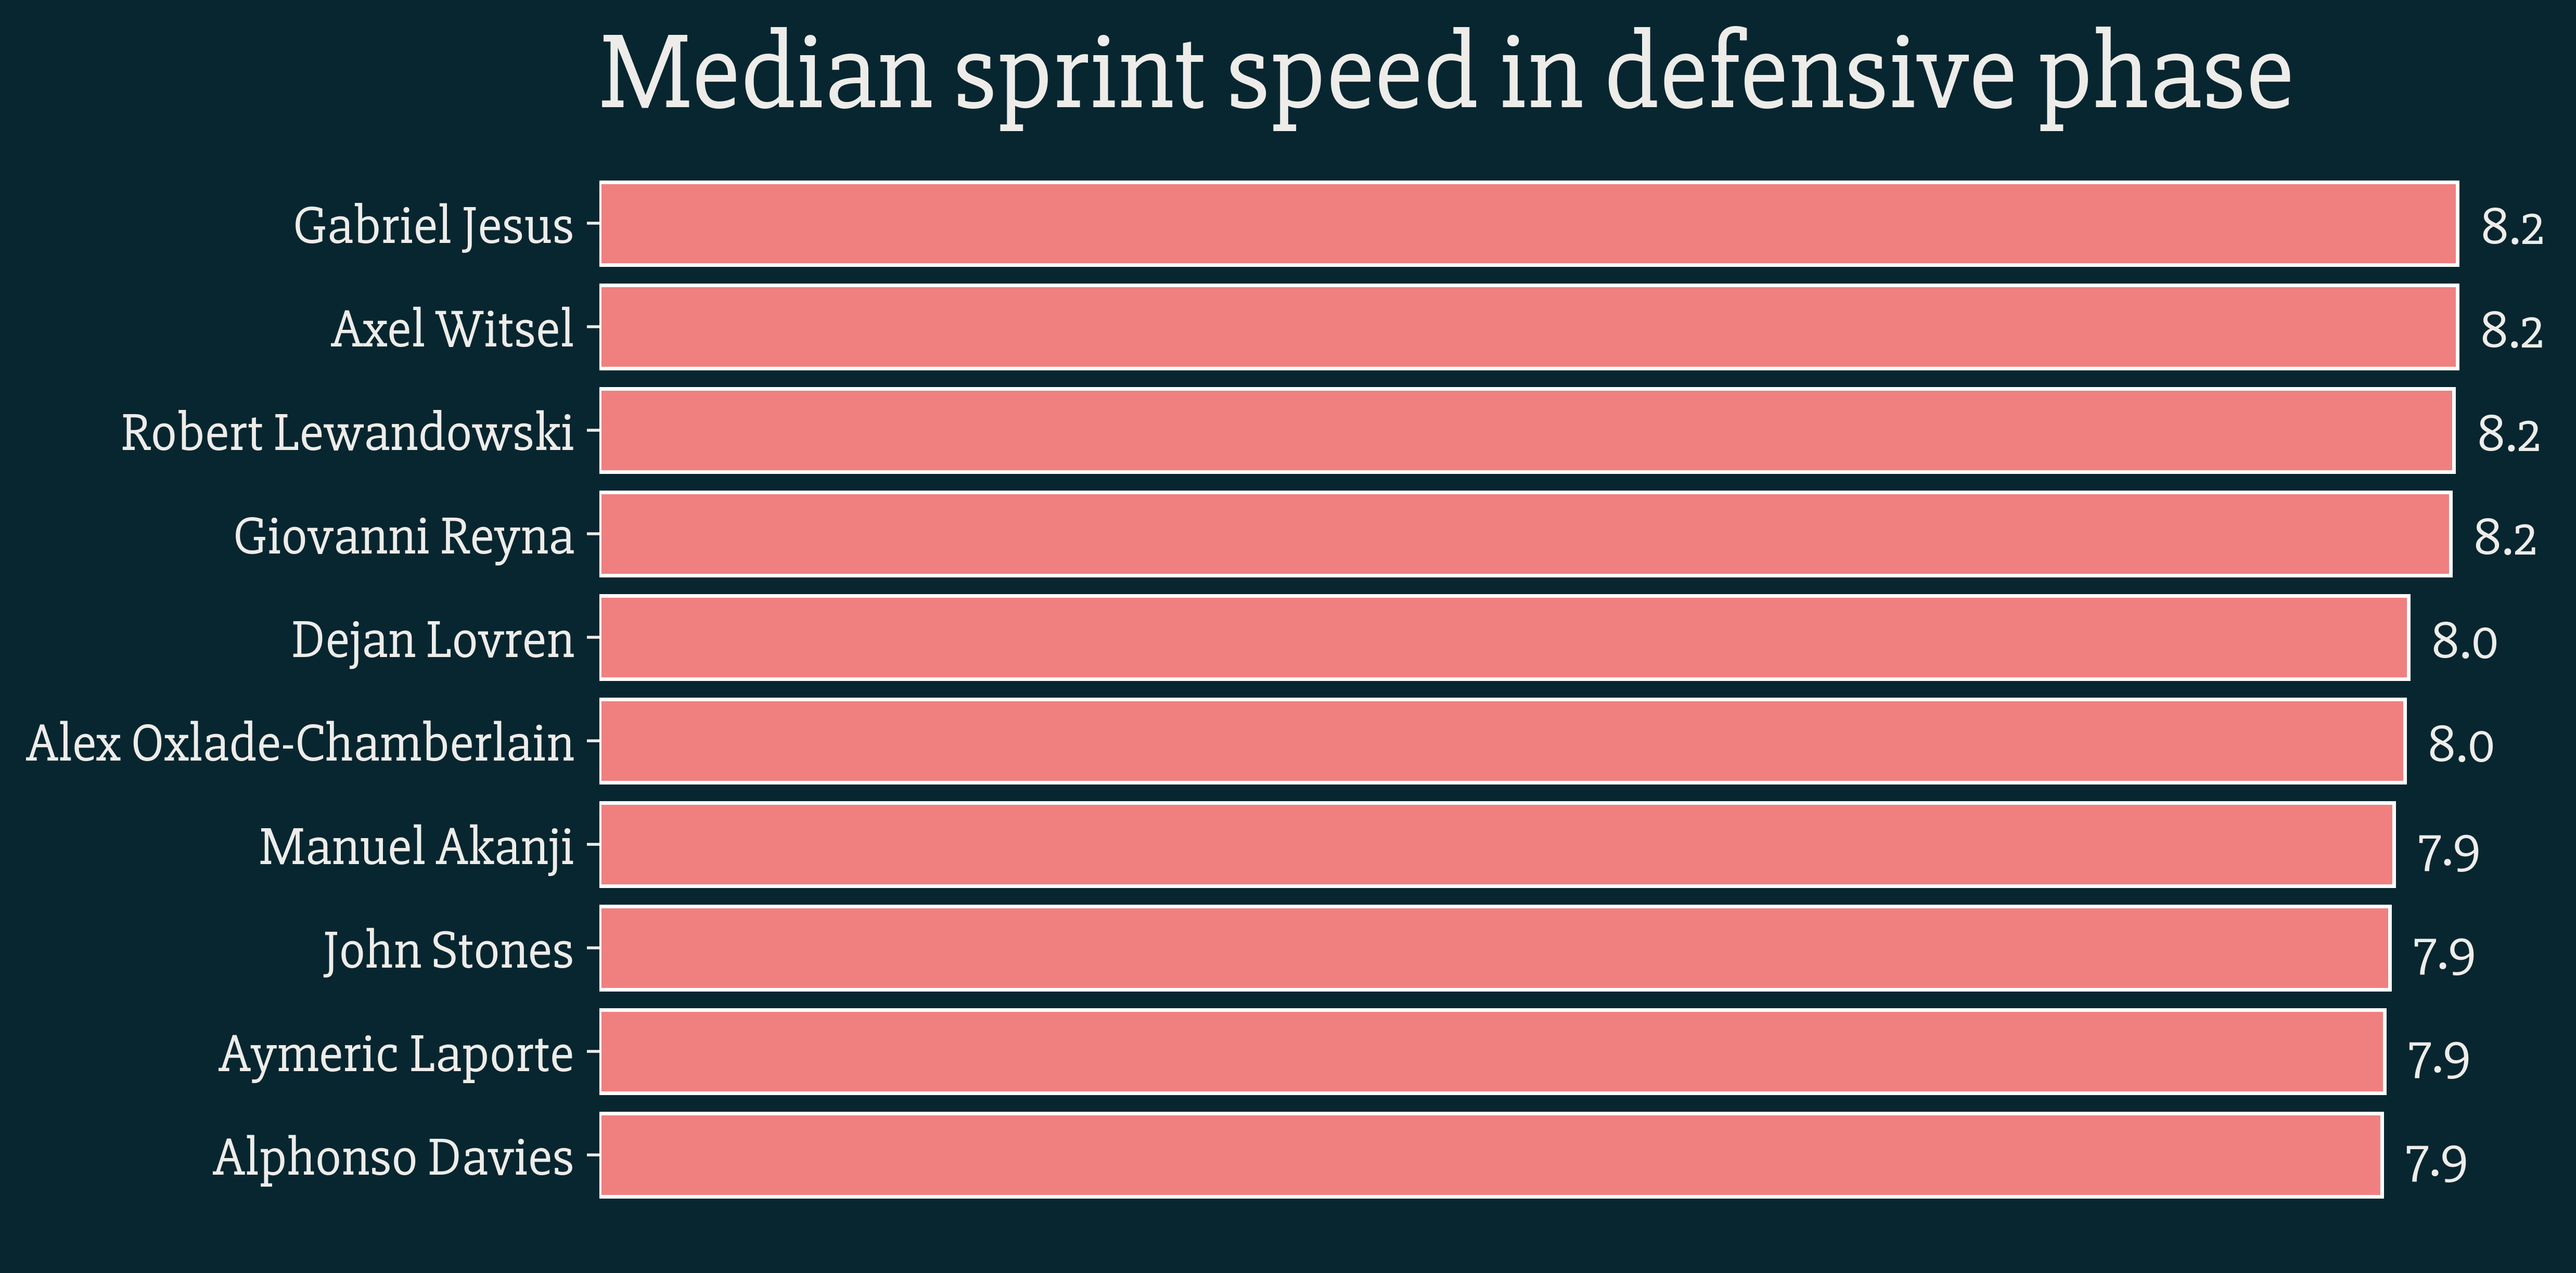 Median sprint speed in defensive phase
Gabriel Jesus 8.2
Axel Witsel 8.2
Robert Lewandowski 8.2
Giovanni Reyna 8.2
Dejan Lovren 8.0
Alex Oxlade-Chamberlain 8.0
Manuel Akanji 7.9
John Stones 7.9
Aymeric Laporte 7.9
Alphonso Davies 7.9